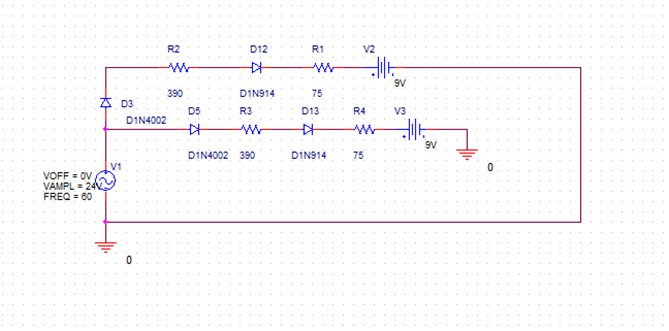 R2 D12 R1 V2
9V
D3 390 D1N914 75
D1N4002 D5 R3 D13 R4 V3
9V
D1N4002 390 D1N914 75
0
V1
VOFF = 0V
VAMPL = 24V
FREQ = 60
0